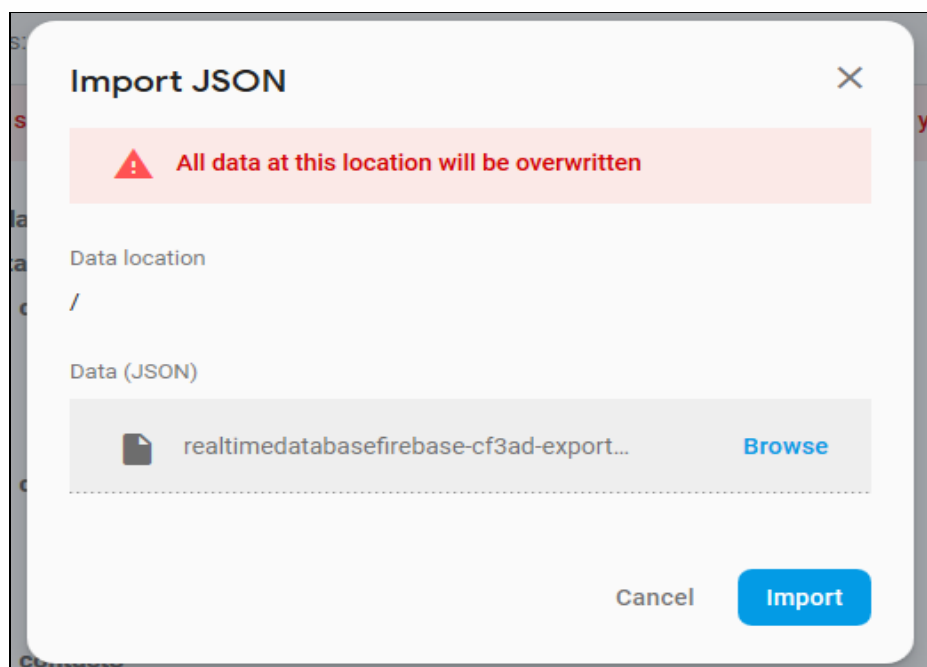 Import JSON
All data at this location will be overwritten
Data location
/
Data (JSON)
realtimedatabasefirebase-cf3ad-export...
Browse
Cancel
Import